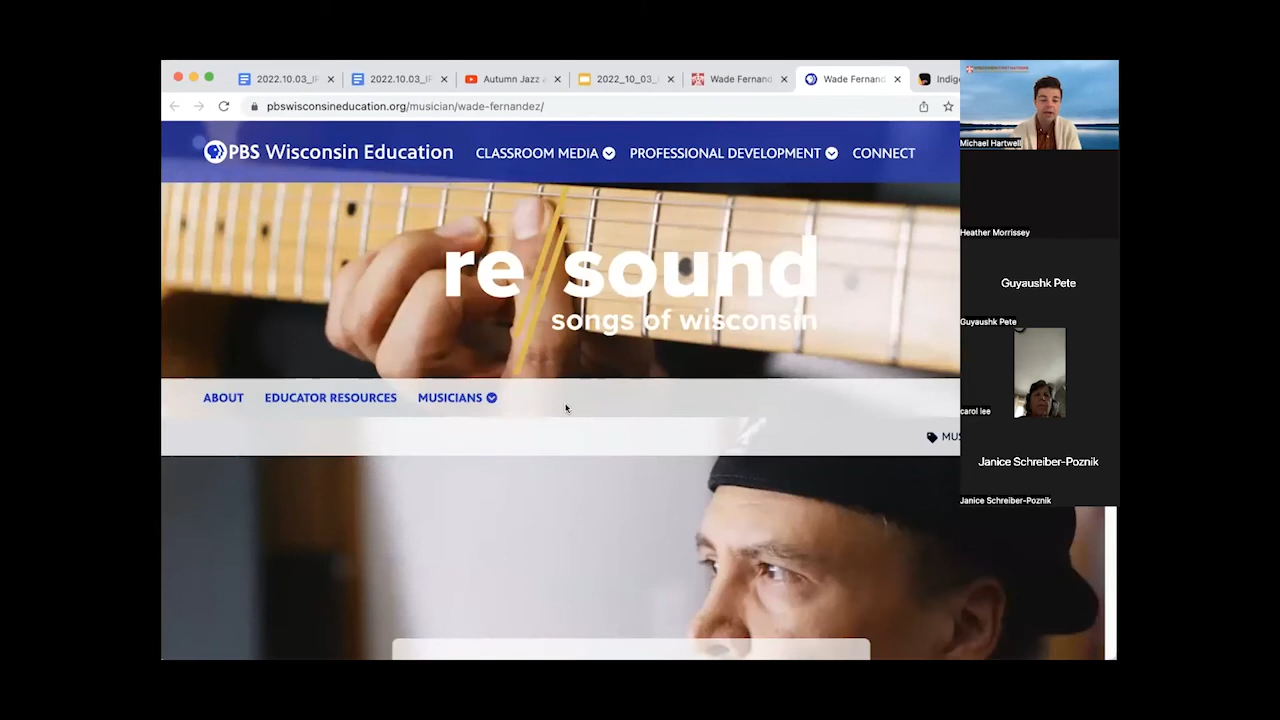 2022.10.03_IP
2022.10.03_IP
Autumn Jazz
2022_10_03_
Wade Fernand
Wade Fernand
Indig
pbswisconsineducation.org/musician/wade-fernandez/
PBS Wisconsin Education
CLASSROOM MEDIA
PROFESSIONAL DEVELOPMENT
CONNECT
re//sound
songs of wisconsin
ABOUT
EDUCATOR RESOURCES
MUSICIANS
MUS
Michael Hartwell
Heather Morrissey
Guyaushk Pete
Guyaushk Pete
carol lee
Janice Schreiber-Poznik
Janice Schreiber-Poznik